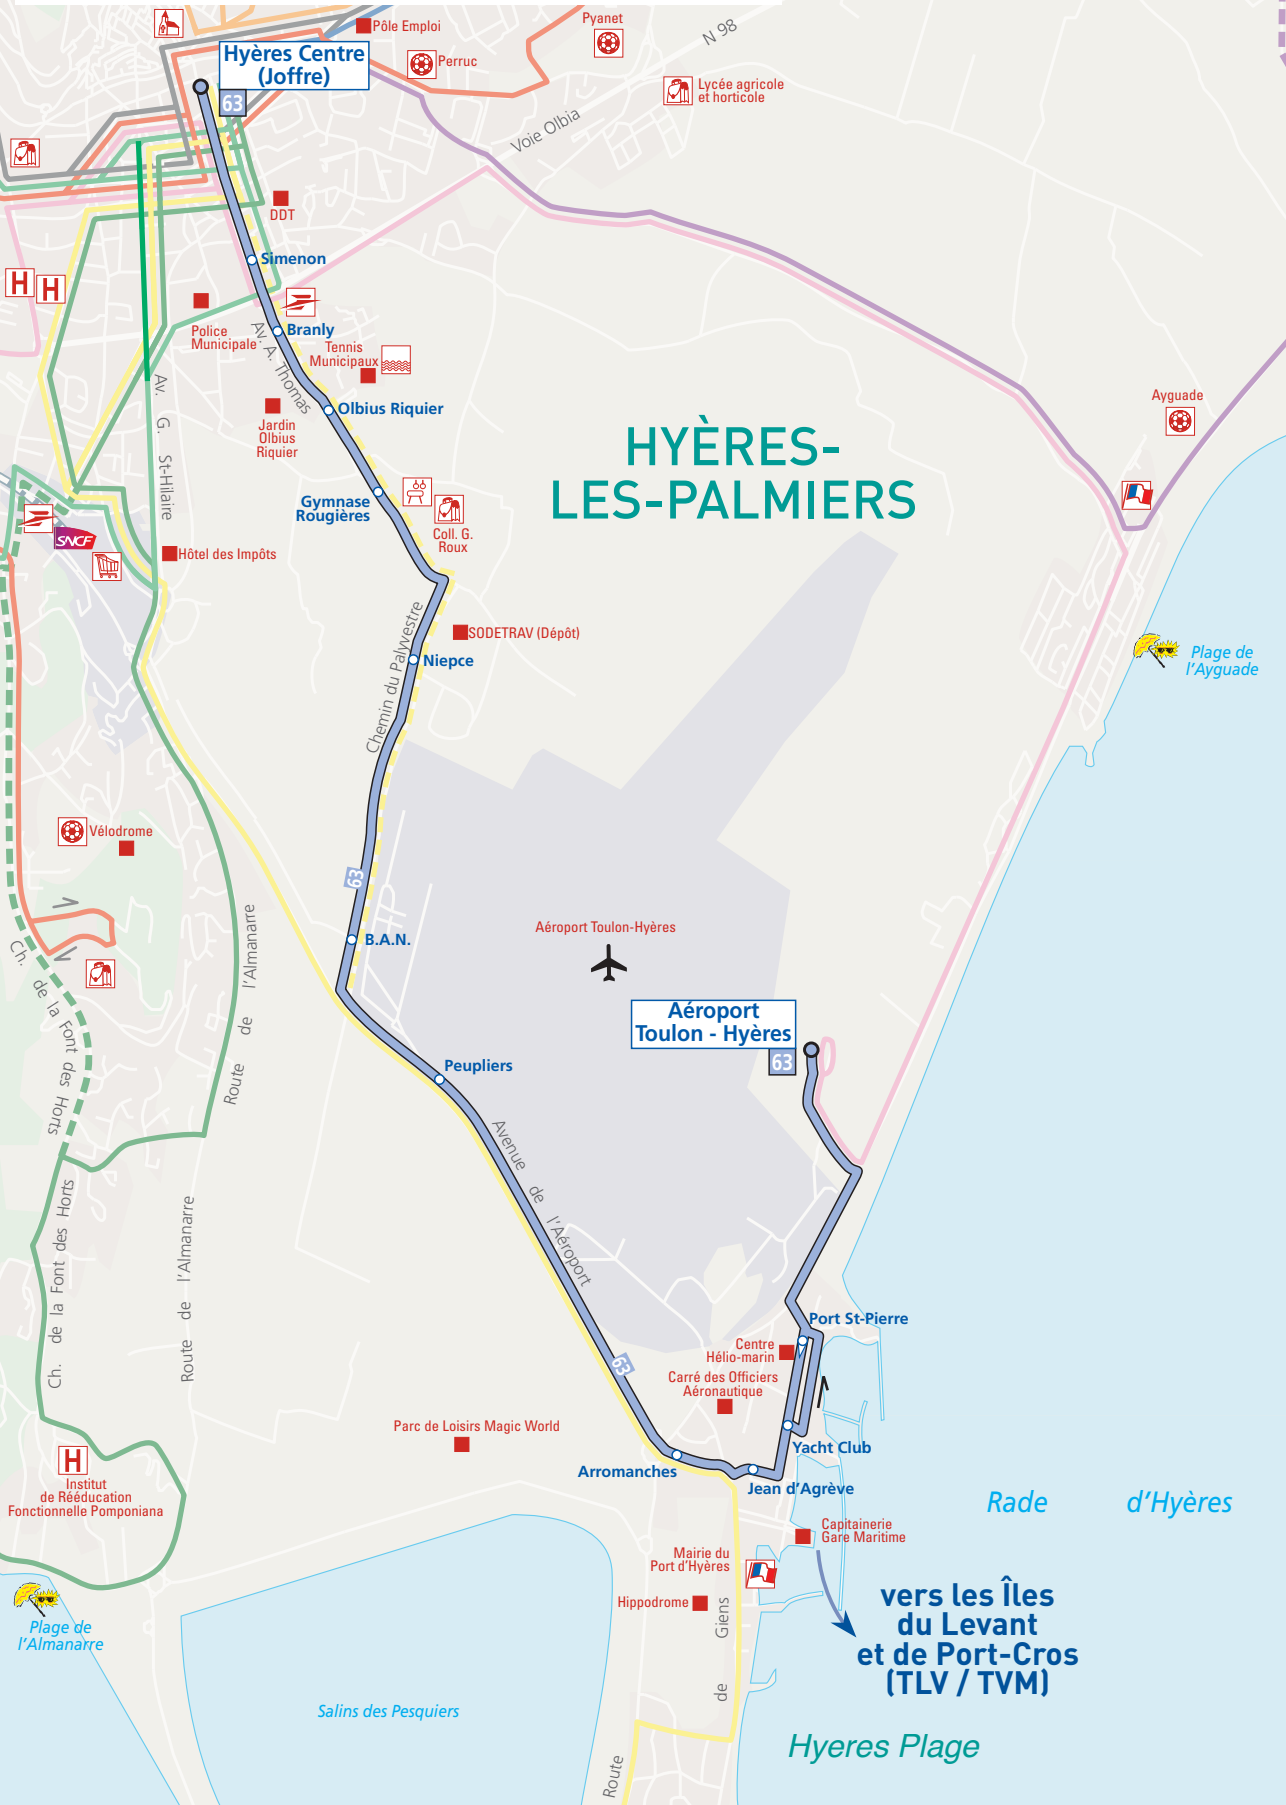 Pôle Emploi
Pyanet
N 98
Hyères Centre
(Joffre)
63
Perruc
Lycée agricole
et horticole
Voie Olbia
DDT
Simenon
H
H
Police
Municipale
Branly
Av. A. Thomas
Tennis
Municipaux
Av. G. St-Hilaire
Jardin
Olbius
Riquier
Olbius Riquier
Ayguade
HYÈRES-
LES-PALMIERS
Gymnase
Rougières
Coll. G.
Roux
SNCF
Hôtel des Impôts
Chemin du Palyvestre
SODETRAV (Dépôt)
Niepce
Plage de
l'Ayguade
Vélodrome
63
B.A.N.
Route de l'Almanarre
Ch. de la Font des Horts
Aéroport Toulon-Hyères
Aéroport
Toulon - Hyères
63
Peupliers
Avenue de l'Aéroport
Ch. de la Font des Horts
Route de l'Almanarre
Port St-Pierre
Centre
Hélio-marin
63
Carré des Officiers
Aéronautique
Parc de Loisirs Magic World
Yacht Club
Arromanches
Jean d'Agrève
H
Institut
de Rééducation
Fonctionnelle Pomponiana
Rade d'Hyères
Capitainerie
Gare Maritime
Mairie du
Port d'Hyères
Hippodrome
vers les Îles
du Levant
et de Port-Cros
(TLV / TVM)
Plage de
l'Almanarre
Salins des Pesquiers
Route de Giens
Hyeres Plage